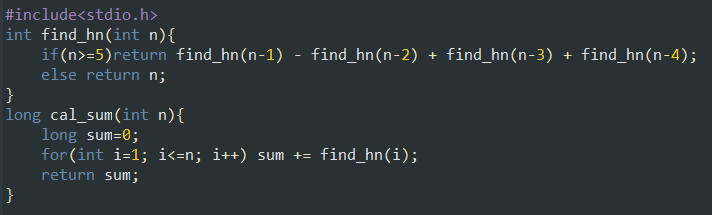 #include<stdio.h>
int find_hn(int n){
    if(n>=5)return find_hn(n-1) - find_hn(n-2) + find_hn(n-3) + find_hn(n-4);
    else return n;
}
long cal_sum(int n){
    long sum=0;
    for(int i=1; i<=n; i++) sum += find_hn(i);
    return sum;
}